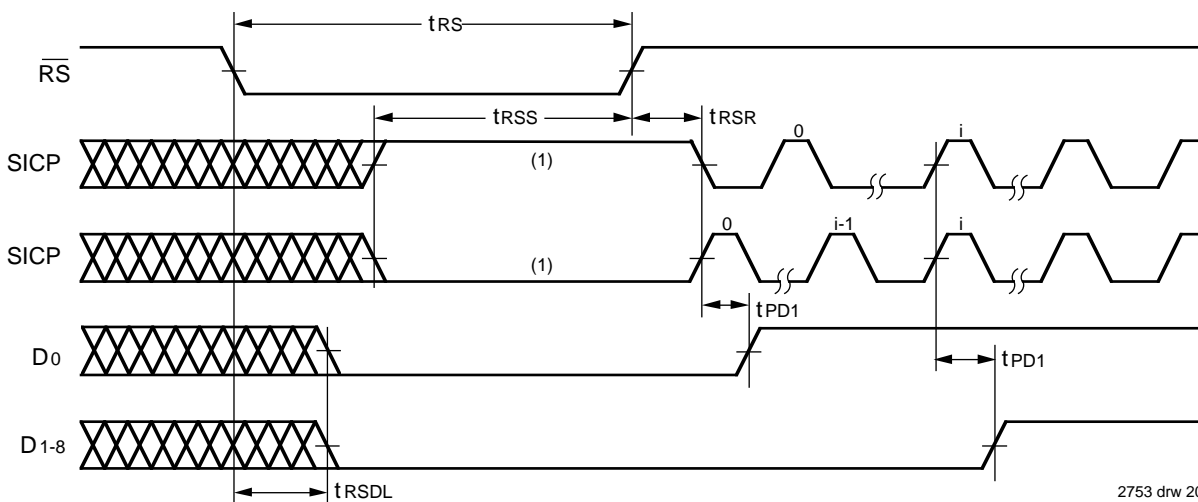 tRS
RS
tRSS
tRSR
0
i
SICP
(1)
0
i-1
i
SICP
(1)
tPD1
D0
tPD1
D1-8
tRSDL
2753 drw 20